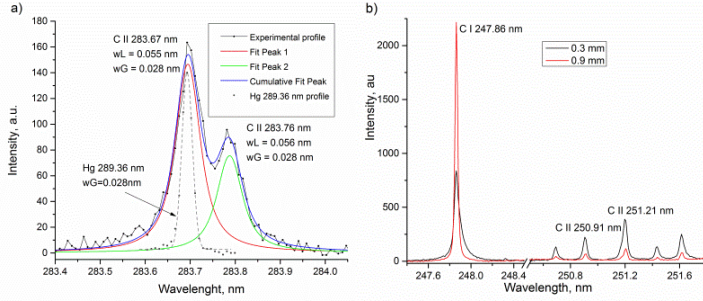 a)
C II 283.67 nm
wL = 0.055 nm
wG = 0.028 nm
Experimental profile
Fit Peak 1
Fit Peak 2
Cumulative Fit Peak
Hg 289.36 nm profile
C II 283.76 nm
wL = 0.056 nm
wG = 0.028 nm
Hg 289.36 nm
wG=0.028nm
Intensity, a.u.
180
160
140
120
100
80
60
40
20
0
283.4 283.5 283.6 283.7 283.8 283.9 284.0
Wavelenght, nm
b)
C I 247.86 nm
0.3 mm
0.9 mm
C II 251.21 nm
C II 250.91 nm
Intensity, au
2000
1500
1000
500
0
247.6 248.0 248.4 250.8 251.2 251.6
Wavelength, nm